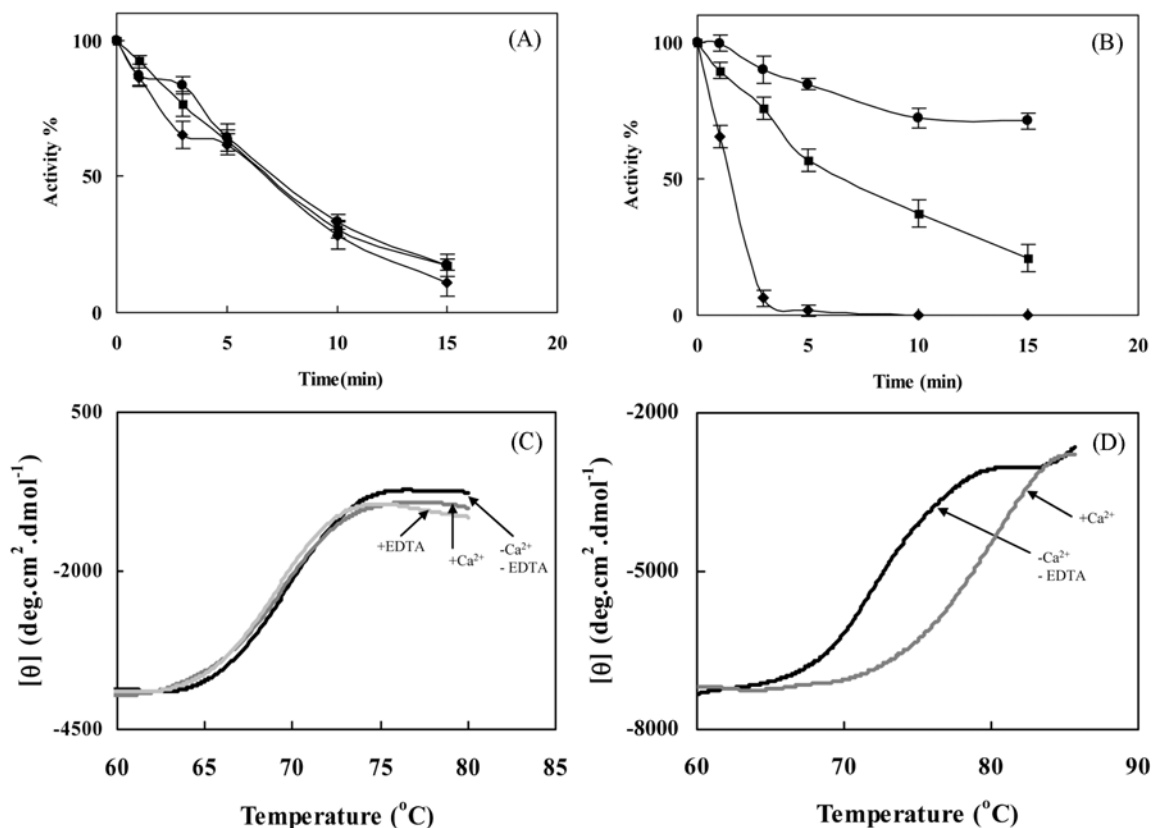 (A)
100
50
0
Activity %
0 5 10 15 20
Time(min)
(B)
100
50
0
Activity %
0 5 10 15 20
Time (min)
(C)
500
-2000
-4500
[θ] (deg.cm².dmol⁻¹)
+EDTA
+Ca²⁺
-Ca²⁺
- EDTA
60 65 70 75 80 85
Temperature (°C)
(D)
-2000
-5000
-8000
[θ] (deg.cm².dmol⁻¹)
+Ca²⁺
-Ca²⁺
- EDTA
60 70 80 90
Temperature (°C)